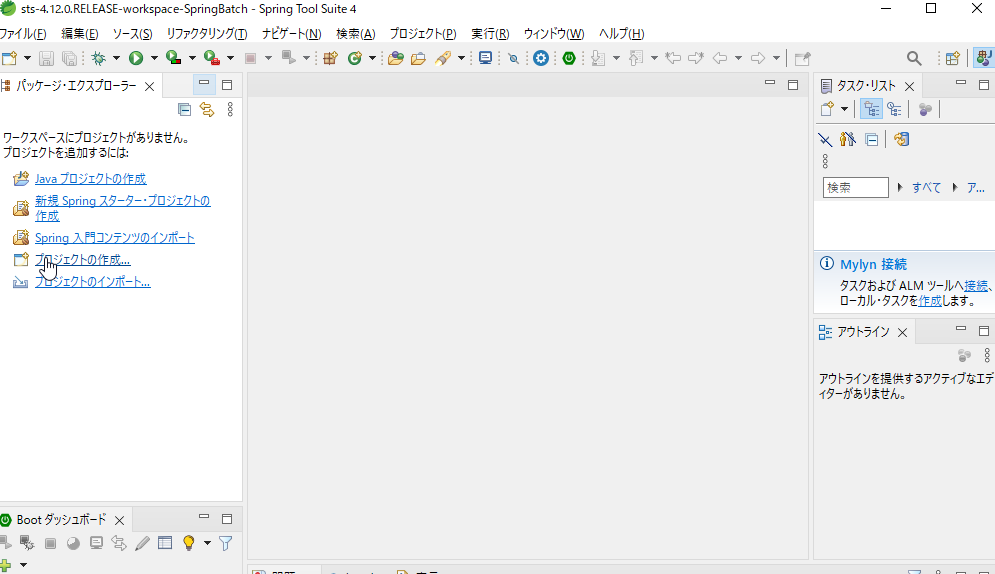 sts-4.12.0.RELEASE-workspace-SpringBatch - Spring Tool Suite 4
ファイル(F) 編集(E) ソース(S) リファクタリング(T) ナビゲート(N) 検索(A) プロジェクト(P) 実行(R) ウィンドウ(W) ヘルプ(H)
パッケージ・エクスプローラー
ワークスペースにプロジェクトがありません。
プロジェクトを追加するには:
Java プロジェクトの作成
新規 Spring スターター・プロジェクトの
作成
Spring 入門コンテンツのインポート
プロジェクトの作成...
プロジェクトのインポート...
Boot ダッシュボード
タスク・リスト
検索
すべて
ア...
Mylyn 接続
タスクおよび ALM ツールへ接続、
ローカル・タスクを作成します。
アウトライン
アウトラインを提供するアクティブなエデ
ィターがありません。